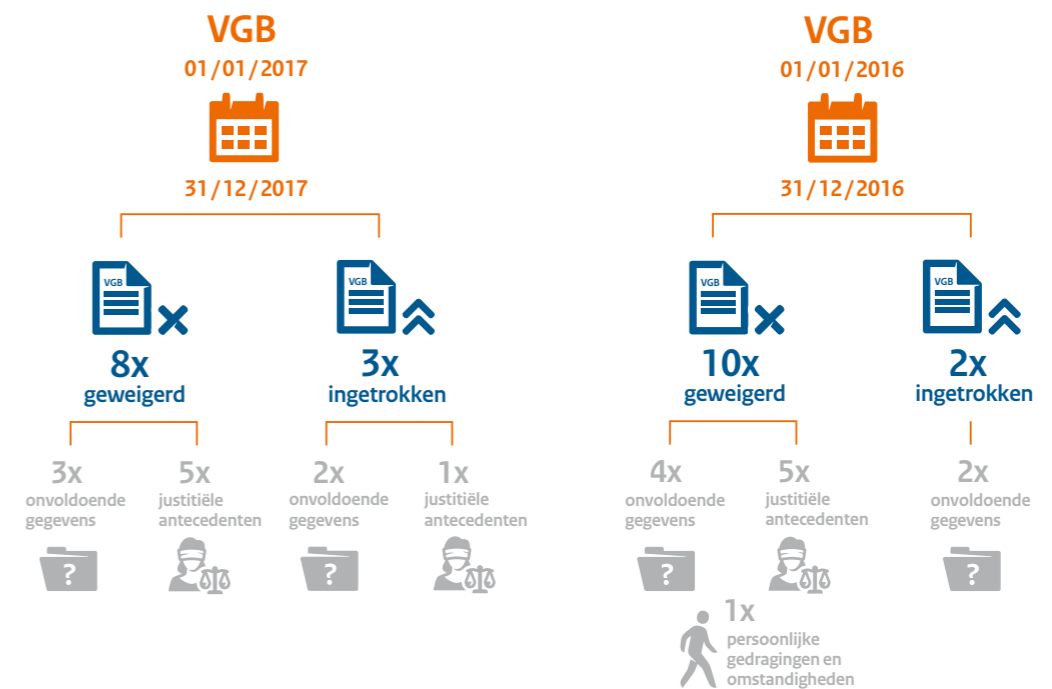 VGB
01/01/2017
31/12/2017
VGB
8x
geweigerd
3x
onvoldoende
gegevens
?
5x
justitiële
antecedenten
VGB
3x
ingetrokken
2x
onvoldoende
gegevens
?
1x
justitiële
antecedenten
VGB
01/01/2016
31/12/2016
VGB
10x
geweigerd
4x
onvoldoende
gegevens
?
5x
justitiële
antecedenten
1x
persoonlijke
gedragingen en
omstandigheden
VGB
2x
ingetrokken
2x
onvoldoende
gegevens
?